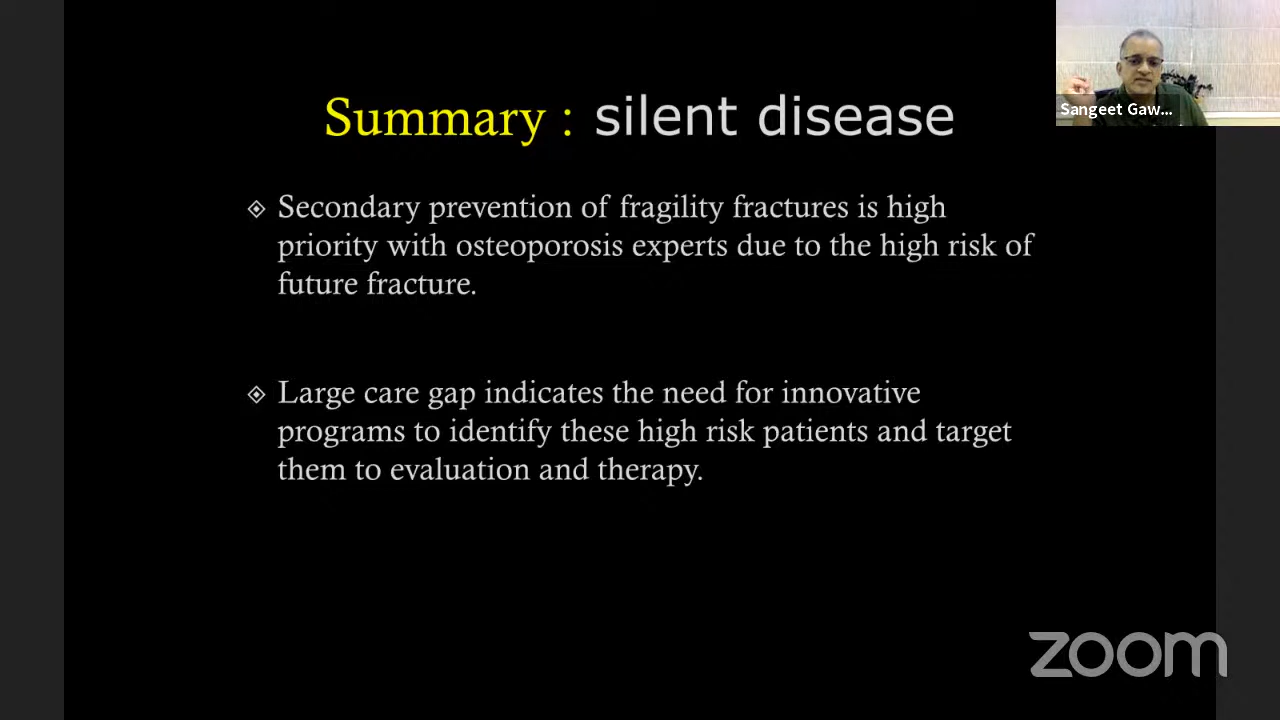 Summary : silent disease
Secondary prevention of fragility fractures is high
priority with osteoporosis experts due to the high risk of
future fracture.
Large care gap indicates the need for innovative
programs to identify these high risk patients and target
them to evaluation and therapy.
Sangeet Gaw...
zoom